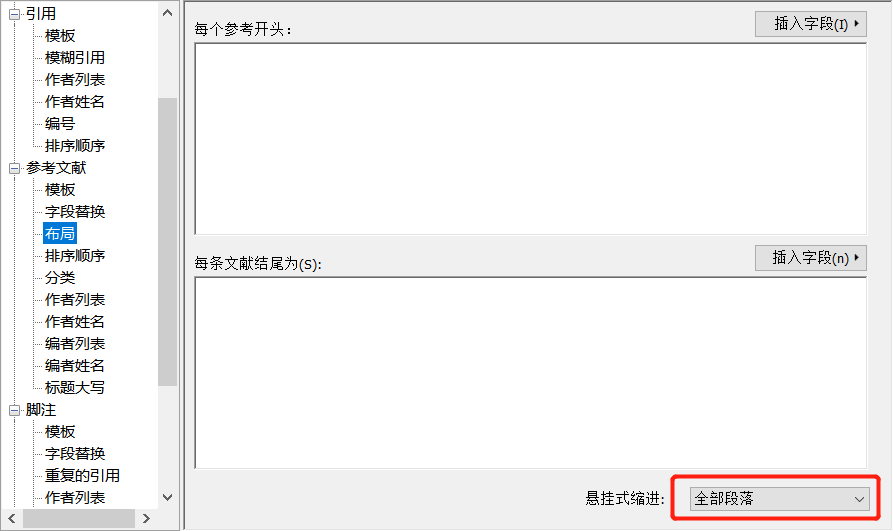 引用
模板
模糊引用
作者列表
作者姓名
编号
排序顺序
参考文献
模板
字段替换
布局
排序顺序
分类
作者列表
作者姓名
编者列表
编者姓名
标题大写
脚注
模板
字段替换
重复的引用
作者列表
每个参考开头：
插入字段(I)
每条文献结尾为(S):
插入字段(n)
悬挂式缩进:
全部段落